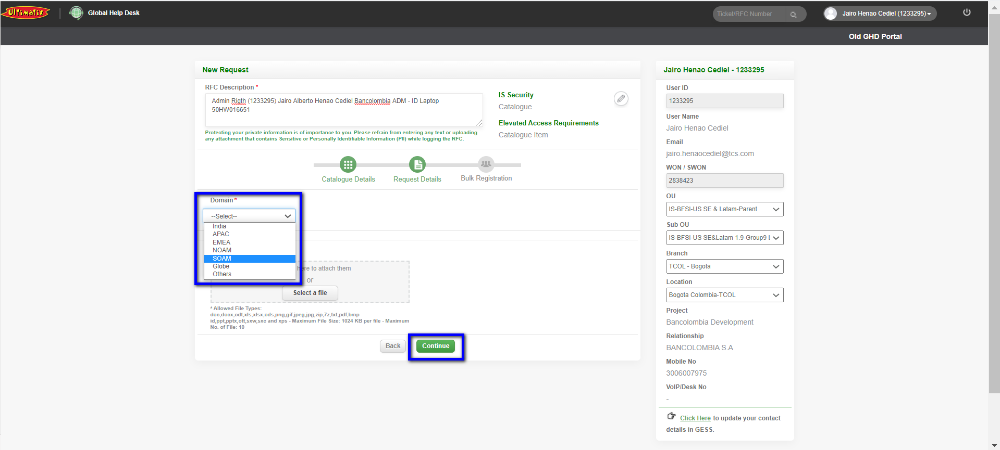 Ultimatix
Global Help Desk
Ticket/RFC Number
Jairo Henao Cediel (1233295)
Old GHD Portal
New Request
RFC Description *
Admin Rigth (1233295) Jairo Alberto Henao Cediel Bancolombia ADM - ID Laptop
50HW016651
Protecting your private information is of importance to you. Please refrain from entering any text or uploading
any attachment that contains Sensitive or Personally Identifiable Information (PII) while logging the RFC.
IS Security
Catalogue
Elevated Access Requirements
Catalogue Item
Catalogue Details
Request Details
Bulk Registration
Domain *
--Select--
India
APAC
EMEA
NOAM
SOAM
Globe
Others
here to attach them
or
Select a file
* Allowed File Types:
doc,docx,odt,xls,xlsx,ods,png,gif,jpeg,jpg,zip,7z,txt,pdf,bmp
id,ppt,pptx,ott,sxw,sxc and xps - Maximum File Size: 1024 KB per file - Maximum
No. of File: 10
Back
Continue
Jairo Henao Cediel - 1233295
User ID
1233295
User Name
Jairo Henao Cediel
Email
jairo.henaocediel@tcs.com
WON / SWON
2838423
OU
IS-BFSI-US SE & Latam-Parent
Sub OU
IS-BFSI-US SE&Latam 1.9-Group9 I
Branch
TCOL - Bogota
Location
Bogota Colombia-TCOL
Project
Bancolombia Development
Relationship
BANCOLOMBIA S.A
Mobile No
3006007975
VoIP/Desk No
-
Click Here to update your contact
details in GESS.